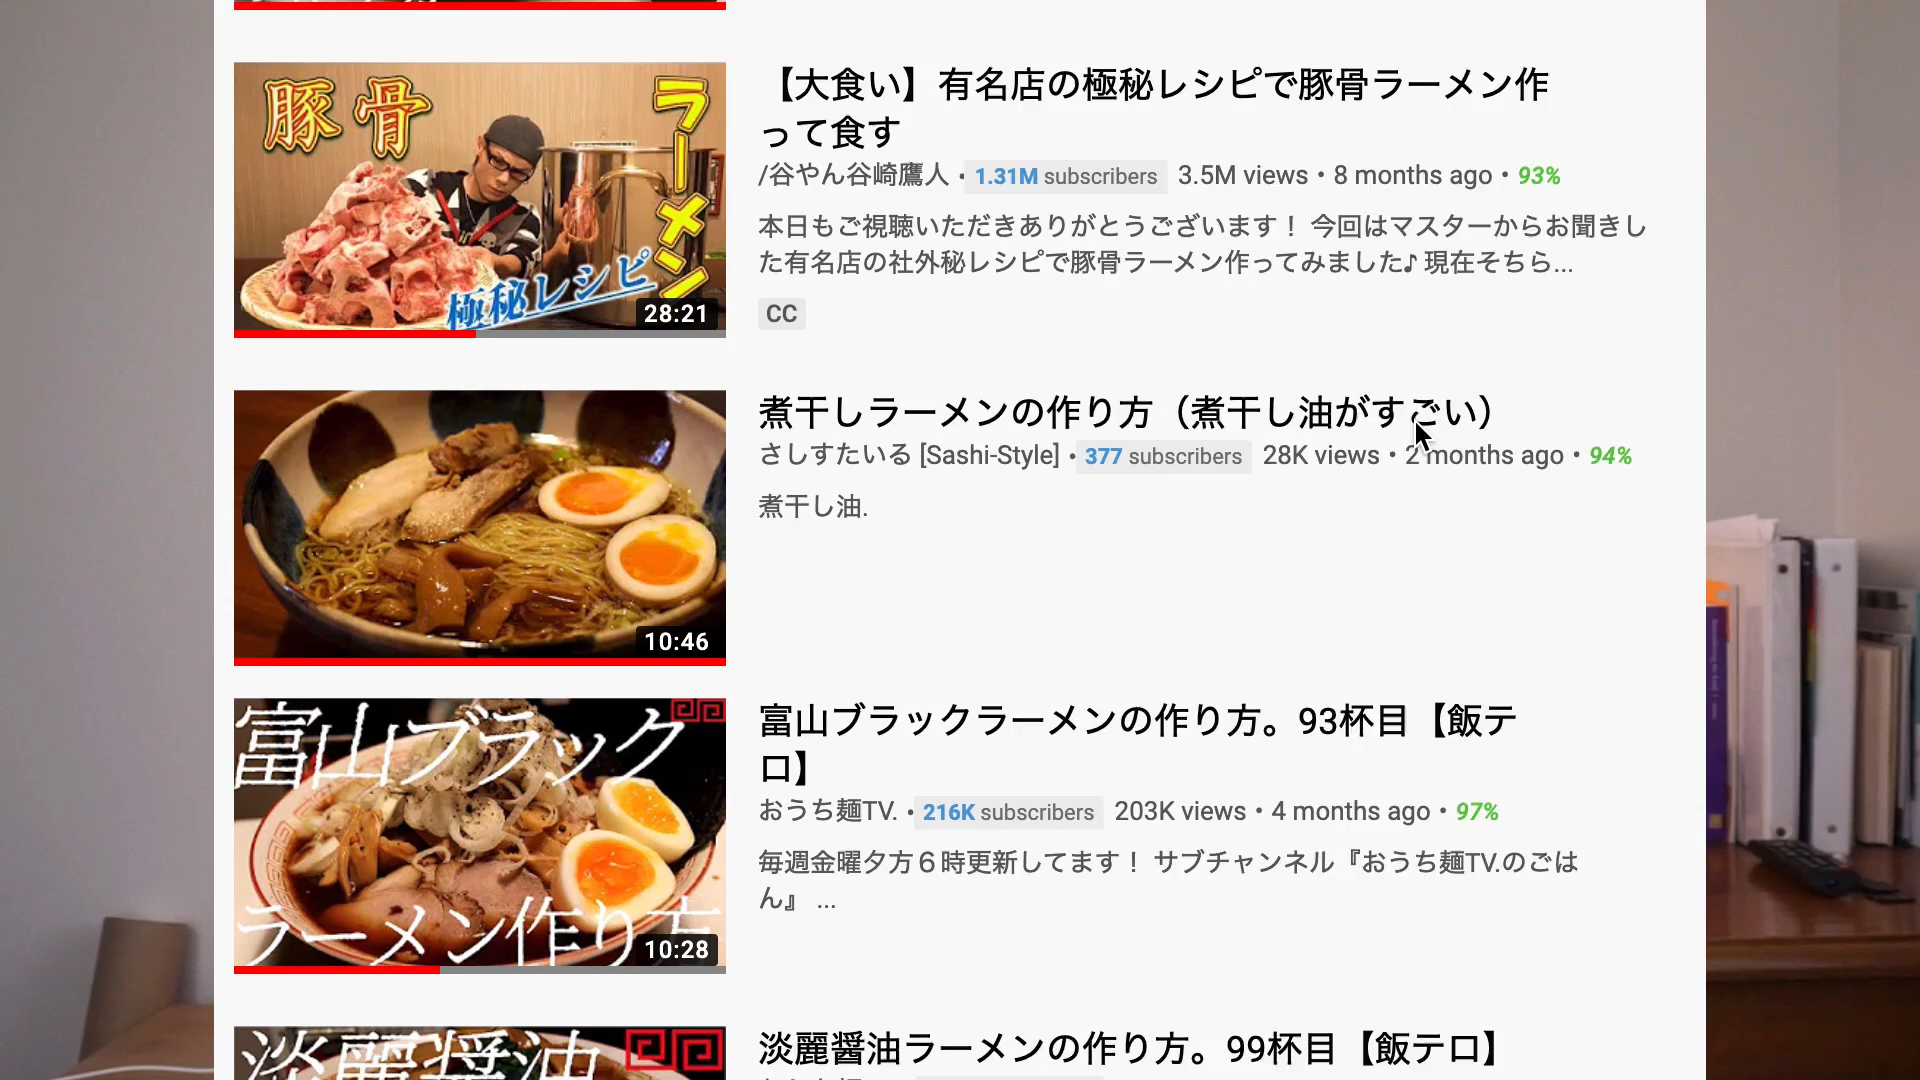 豚骨
ラーメン
極秘レシピ
28:21
【大食い】有名店の極秘レシピで豚骨ラーメン作
って食す
/谷やん谷崎鷹人 • 1.31M subscribers 3.5M views • 8 months ago • 93%
本日もご視聴いただきありがとうございます！ 今回はマスターからお聞きし
た有名店の社外秘レシピで豚骨ラーメン作ってみました♪ 現在そちら...
CC
10:46
煮干しラーメンの作り方（煮干し油がすごい）
さしすたいる [Sashi-Style] • 377 subscribers 28K views • 2 months ago • 94%
煮干し油.
富山ブラック
ラーメン作り方
10:28
富山ブラックラーメンの作り方。93杯目【飯テ
ロ】
おうち麺TV. • 216K subscribers 203K views • 4 months ago • 97%
毎週金曜夕方６時更新してます！ サブチャンネル『おうち麺TV.のごは
ん』 ...
淡麗醤油
淡麗醤油ラーメンの作り方。99杯目【飯テロ】